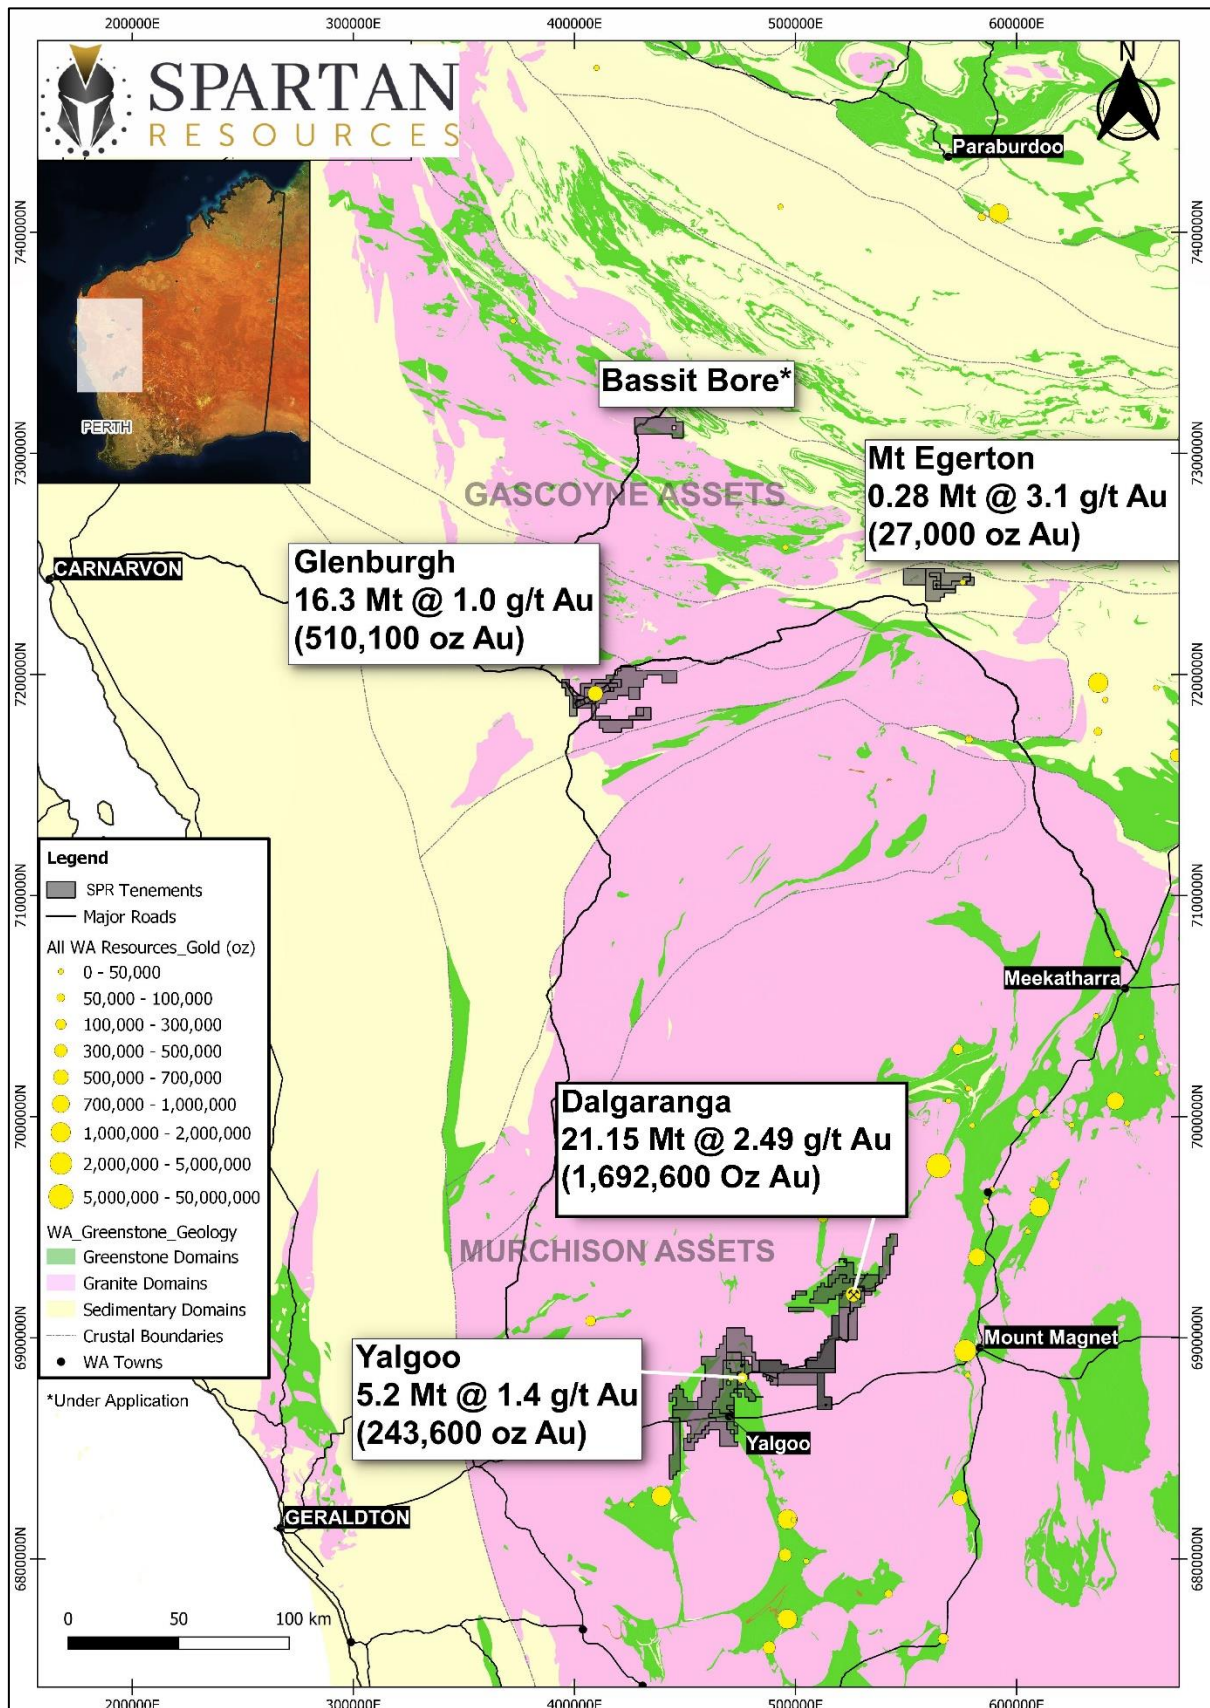 200000E 300000E 400000E 500000E 600000E
SPARTAN
RESOURCES
N
Paraburdoo
7400000N
7400000N
PERTH
Bassit Bore*
7300000N
7300000N
Mt Egerton
0.28 Mt @ 3.1 g/t Au
(27,000 oz Au)
GASCOYNE ASSETS
CARNARVON
Glenburgh
16.3 Mt @ 1.0 g/t Au
(510,100 oz Au)
7200000N
7200000N
Legend
SPR Tenements
Major Roads
All WA Resources_Gold (oz)
0 - 50,000
50,000 - 100,000
100,000 - 300,000
300,000 - 500,000
500,000 - 700,000
700,000 - 1,000,000
1,000,000 - 2,000,000
2,000,000 - 5,000,000
5,000,000 - 50,000,000
WA_Greenstone_Geology
Greenstone Domains
Granite Domains
Sedimentary Domains
Crustal Boundaries
WA Towns
*Under Application
7100000N
7100000N
Meekatharra
7000000N
7000000N
Dalgaranga
21.15 Mt @ 2.49 g/t Au
(1,692,600 Oz Au)
MURCHISON ASSETS
6900000N
6900000N
Mount Magnet
Yalgoo
5.2 Mt @ 1.4 g/t Au
(243,600 oz Au)
Yalgoo
GERALDTON
6800000N
6800000N
0 50 100 km
200000E 300000E 400000E 500000E 600000E